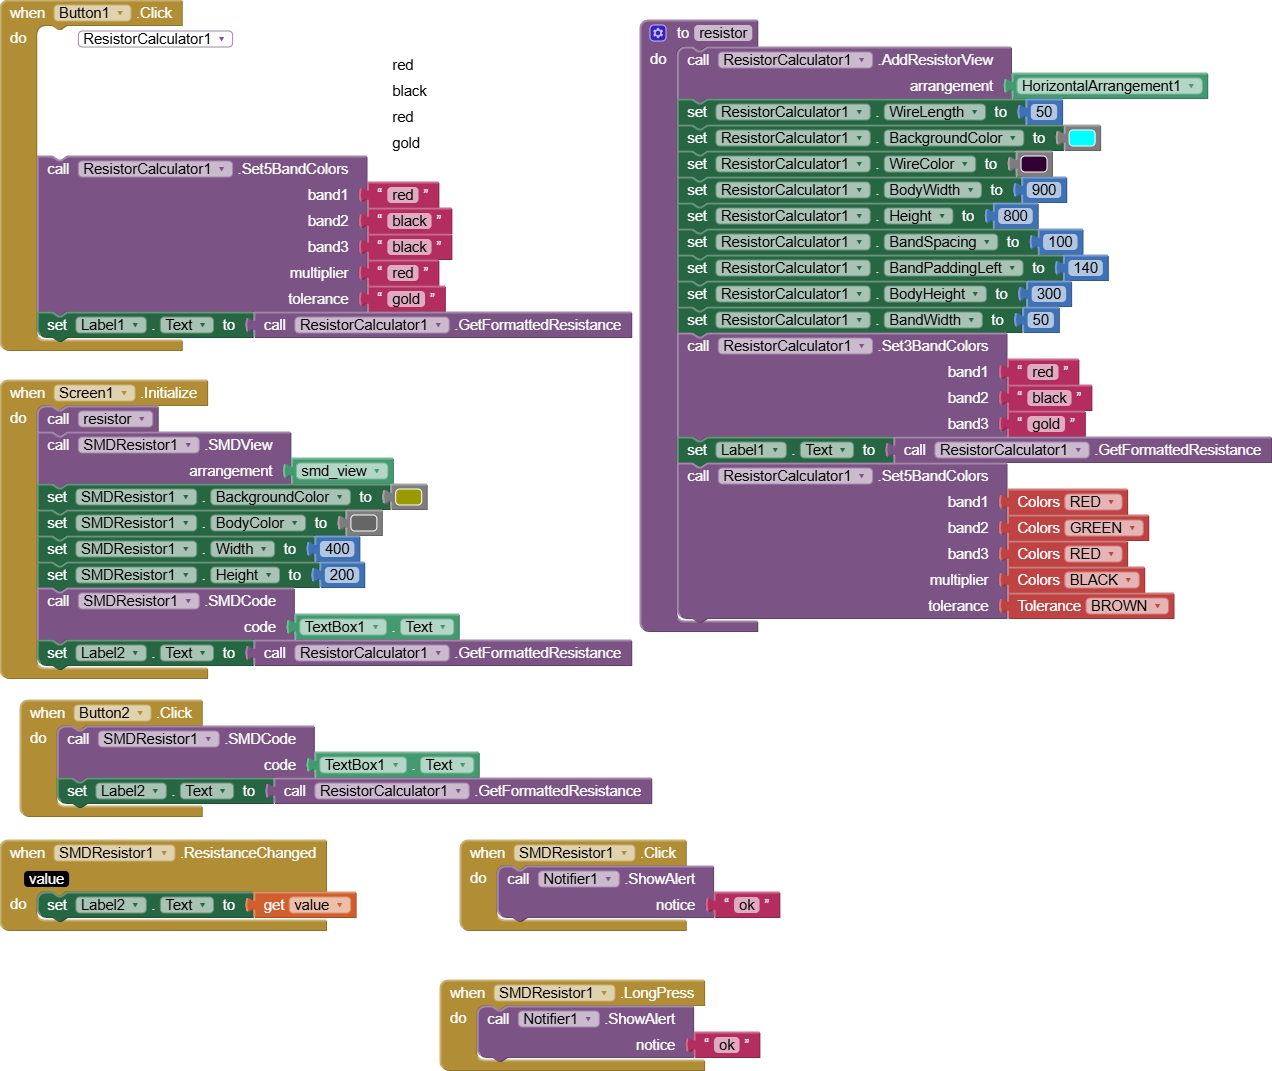 when Button1 .Click
do ResistorCalculator1
red
black
red
gold
call ResistorCalculator1 .Set5BandColors
band1 “ red ”
band2 “ black ”
band3 “ black ”
multiplier “ red ”
tolerance “ gold ”
set Label1 . Text to call ResistorCalculator1 .GetFormattedResistance
when Screen1 .Initialize
do call resistor
call SMDResistor1 .SMDView
arrangement smd_view
set SMDResistor1 . BackgroundColor to
set SMDResistor1 . BodyColor to
set SMDResistor1 . Width to 400
set SMDResistor1 . Height to 200
call SMDResistor1 .SMDCode
code TextBox1 . Text
set Label2 . Text to call ResistorCalculator1 .GetFormattedResistance
when Button2 .Click
do call SMDResistor1 .SMDCode
code TextBox1 . Text
set Label2 . Text to call ResistorCalculator1 .GetFormattedResistance
when SMDResistor1 .ResistanceChanged
value
do set Label2 . Text to get value
when SMDResistor1 .Click
do call Notifier1 .ShowAlert
notice “ ok ”
when SMDResistor1 .LongPress
do call Notifier1 .ShowAlert
notice “ ok ”
to resistor
do call ResistorCalculator1 .AddResistorView
arrangement HorizontalArrangement1
set ResistorCalculator1 . WireLength to 50
set ResistorCalculator1 . BackgroundColor to
set ResistorCalculator1 . WireColor to
set ResistorCalculator1 . BodyWidth to 900
set ResistorCalculator1 . Height to 800
set ResistorCalculator1 . BandSpacing to 100
set ResistorCalculator1 . BandPaddingLeft to 140
set ResistorCalculator1 . BodyHeight to 300
set ResistorCalculator1 . BandWidth to 50
call ResistorCalculator1 .Set3BandColors
band1 “ red ”
band2 “ black ”
band3 “ gold ”
set Label1 . Text to call ResistorCalculator1 .GetFormattedResistance
call ResistorCalculator1 .Set5BandColors
band1 Colors RED
band2 Colors GREEN
band3 Colors RED
multiplier Colors BLACK
tolerance Tolerance BROWN